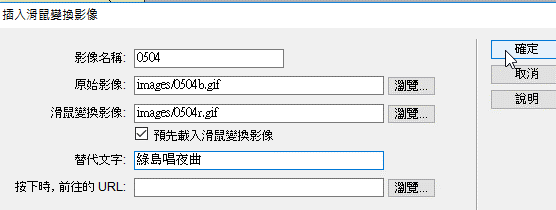 插入滑鼠變換影像
影像名稱: 0504
確定
原始影像: images/0504b.gif 瀏覽...
取消
滑鼠變換影像: images/0504r.gif 瀏覽...
說明
預先載入滑鼠變換影像
替代文字: 綠島唱夜曲
按下時, 前往的 URL: 瀏覽...